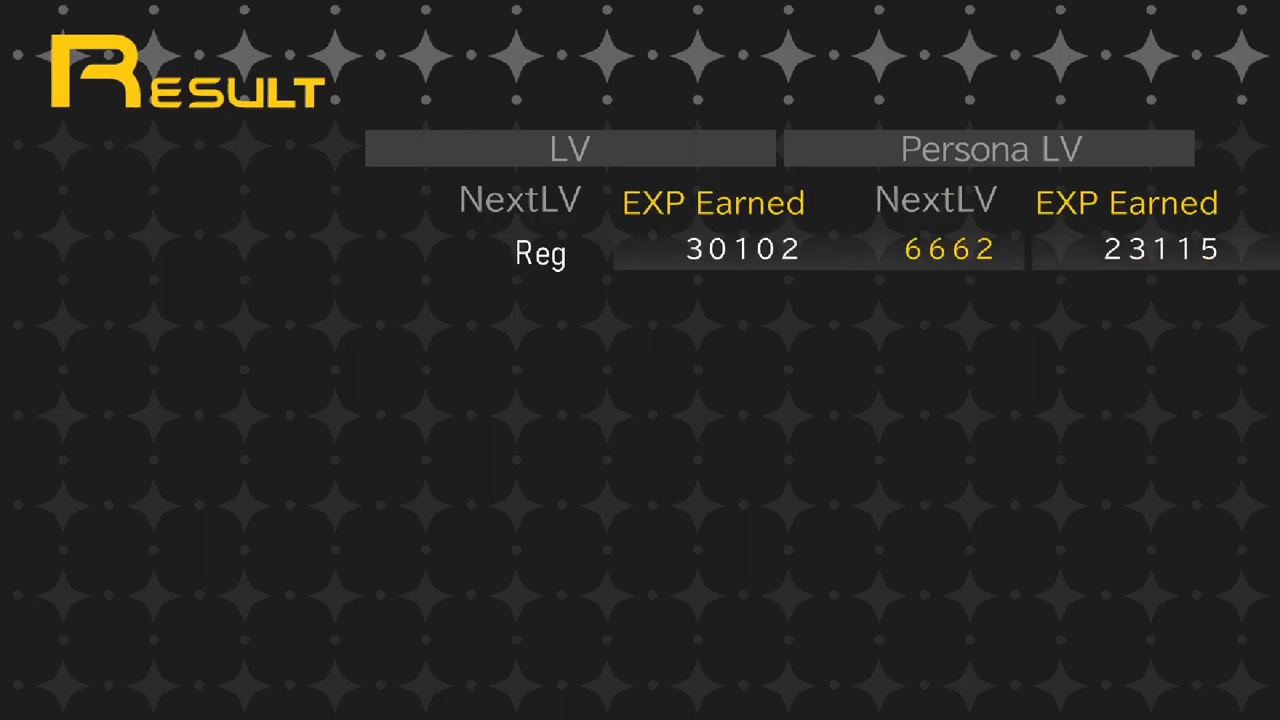 RESULT
LV Persona LV
NextLV EXP Earned NextLV EXP Earned
Reg 30102 6662 23115